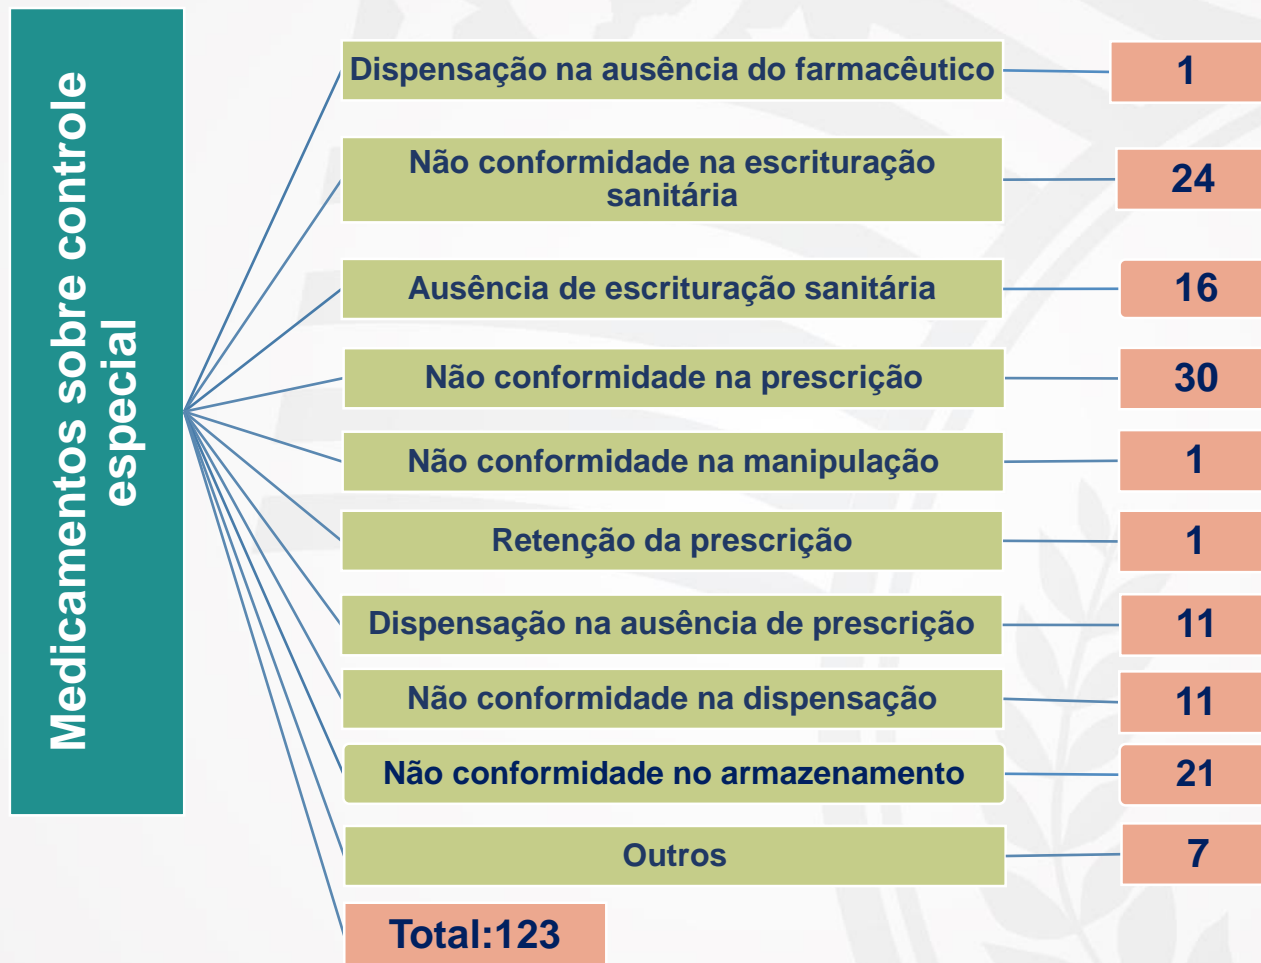 Medicamentos sobre controle
especial
Dispensação na ausência do farmacêutico
1
Não conformidade na escrituração
sanitária
24
Ausência de escrituração sanitária
16
Não conformidade na prescrição
30
Não conformidade na manipulação
1
Retenção da prescrição
1
Dispensação na ausência de prescrição
11
Não conformidade na dispensação
11
Não conformidade no armazenamento
21
Outros
7
Total:123